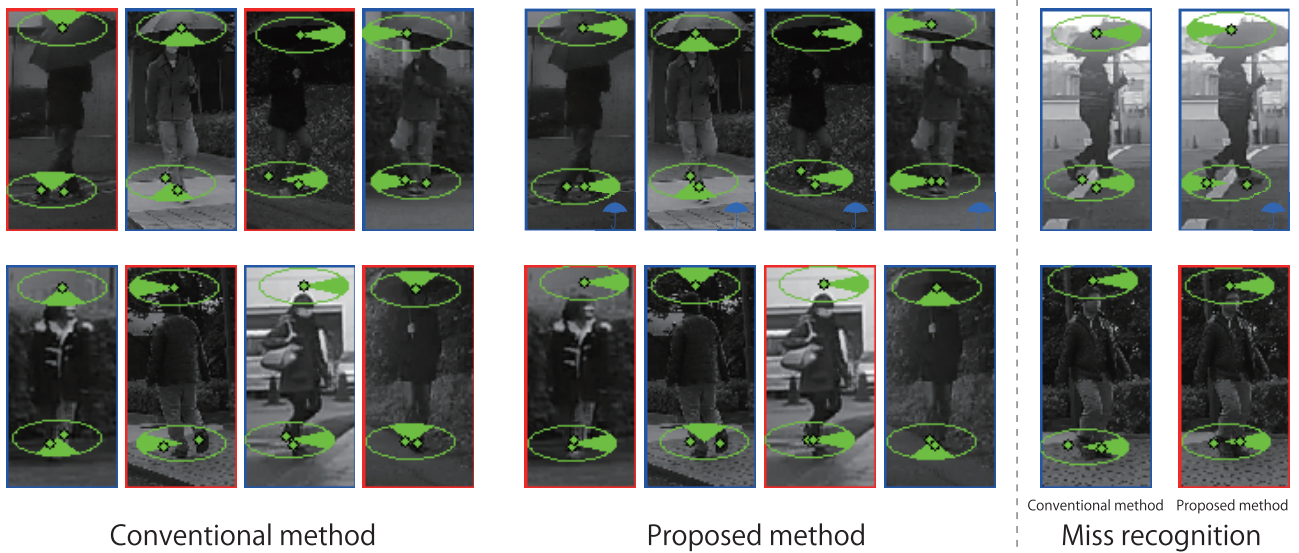 Conventional method Proposed method
Conventional method
Proposed method
Miss recognition